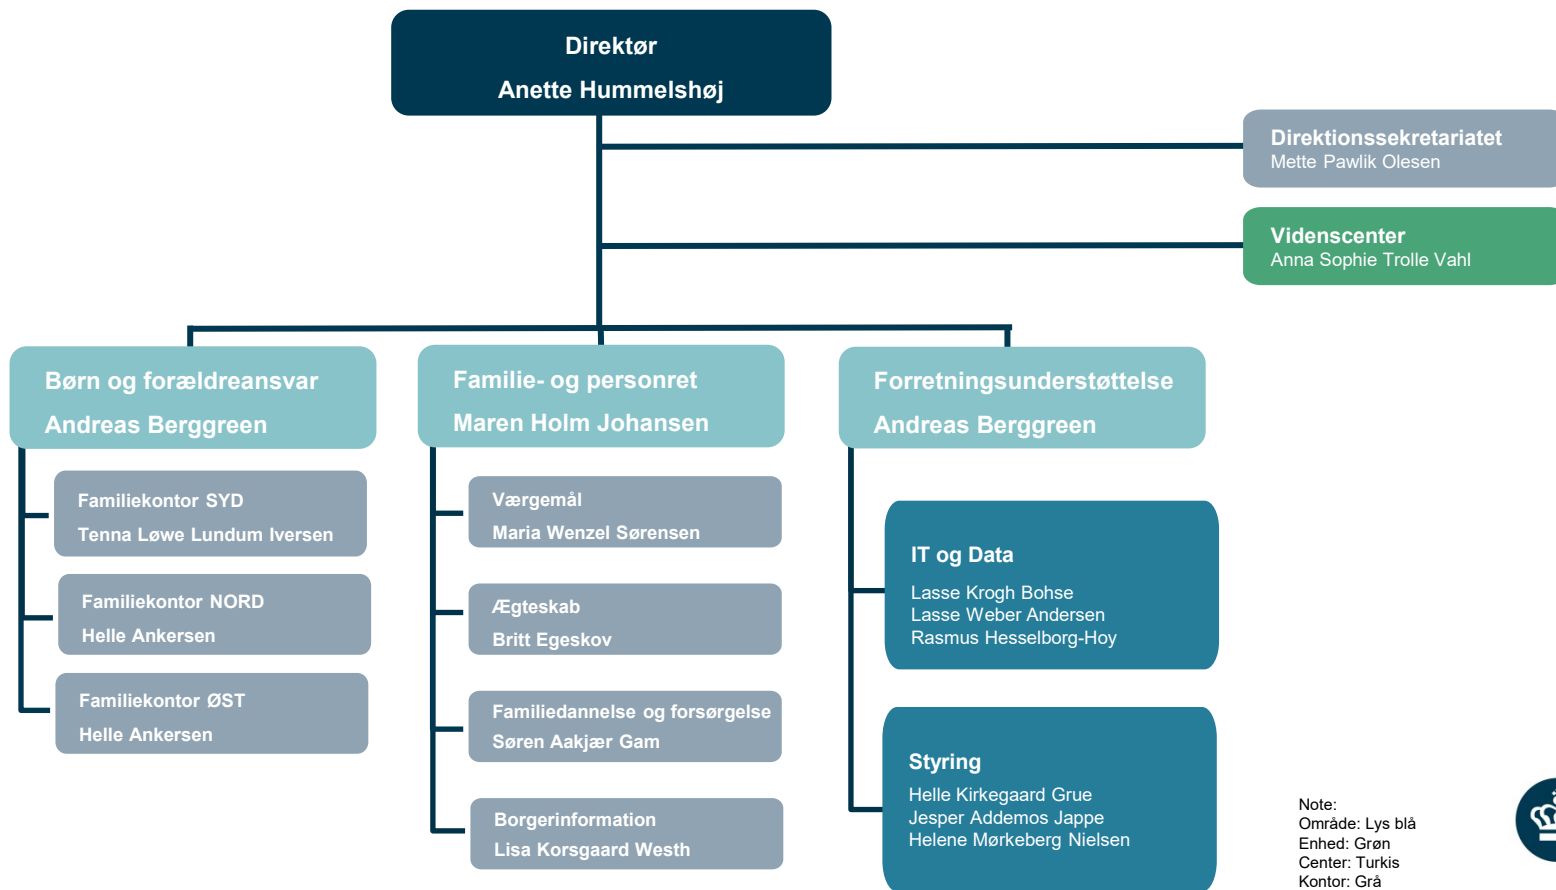 Direktør
Anette Hummelshøj
Direktionssekretariatet
Mette Pawlik Olesen
Videnscenter
Anna Sophie Trolle Vahl
Børn og forældreansvar
Andreas Berggreen
Familiekontor SYD
Tenna Løwe Lundum Iversen
Familiekontor NORD
Helle Ankersen
Familiekontor ØST
Helle Ankersen
Familie- og personret
Maren Holm Johansen
Værgemål
Maria Wenzel Sørensen
Ægteskab
Britt Egeskov
Familiedannelse og forsørgelse
Søren Aakjær Gam
Borgerinformation
Lisa Korsgaard Westh
Forretningsunderstøttelse
Andreas Berggreen
IT og Data
Lasse Krogh Bohse
Lasse Weber Andersen
Rasmus Hesselborg-Hoy
Styring
Helle Kirkegaard Grue
Jesper Addemos Jappe
Helene Mørkeberg Nielsen
Note:
Område: Lys blå
Enhed: Grøn
Center: Turkis
Kontor: Grå